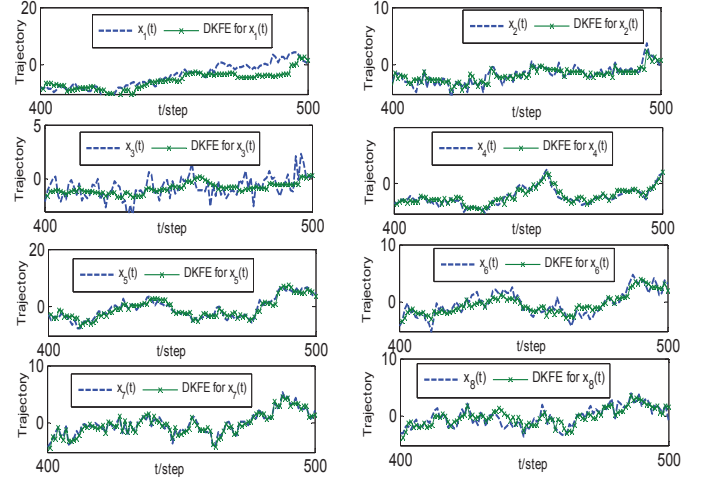 20
x1(t) DKFE for x1(t)
Trajectory
0
400
500
t/step
10
x2(t) DKFE for x2(t)
Trajectory
0
400
500
t/step
5
x3(t) DKFE for x3(t)
Trajectory
0
400
500
t/step
10
x4(t) DKFE for x4(t)
Trajectory
0
400
500
t/step
20
x5(t) DKFE for x5(t)
Trajectory
0
400
500
t/step
10
x6(t) DKFE for x6(t)
Trajectory
0
400
500
t/step
10
x7(t) DKFE for x7(t)
Trajectory
0
400
500
t/step
10
x8(t) DKFE for x8(t)
Trajectory
0
400
500
t/step